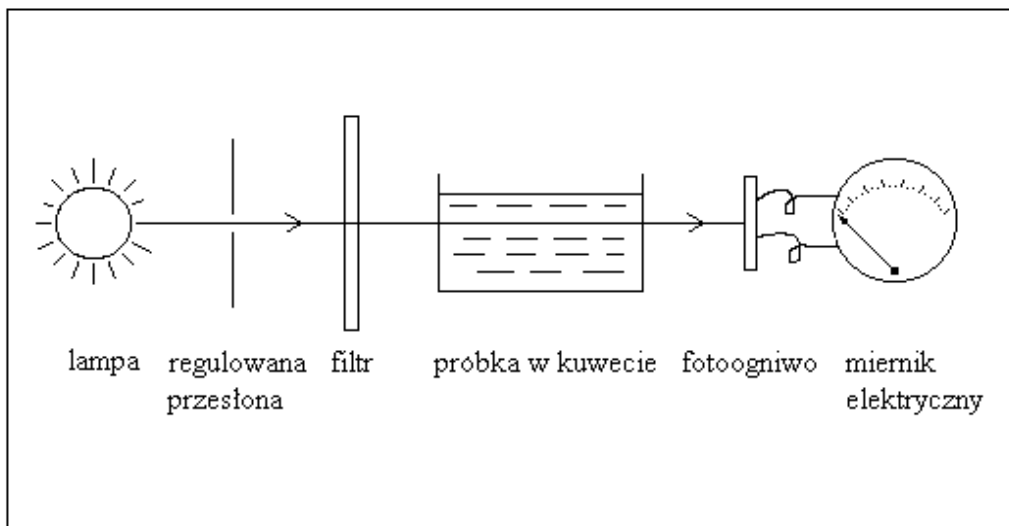 lampa
regulowana
przesłona
filtr
próbka w kuwecie
fotoogniwo
miernik
elektryczny